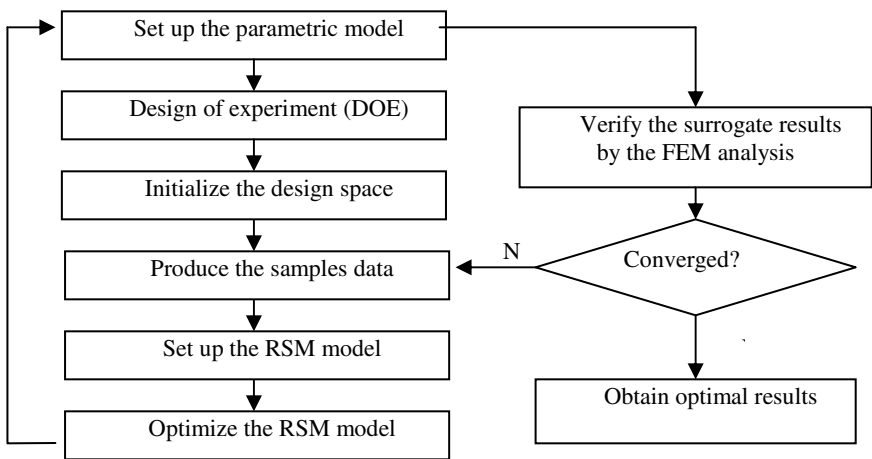 Set up the parametric model
Design of experiment (DOE)
Initialize the design space
Produce the samples data
Set up the RSM model
Optimize the RSM model
Verify the surrogate results
by the FEM analysis
Converged?
N
Obtain optimal results